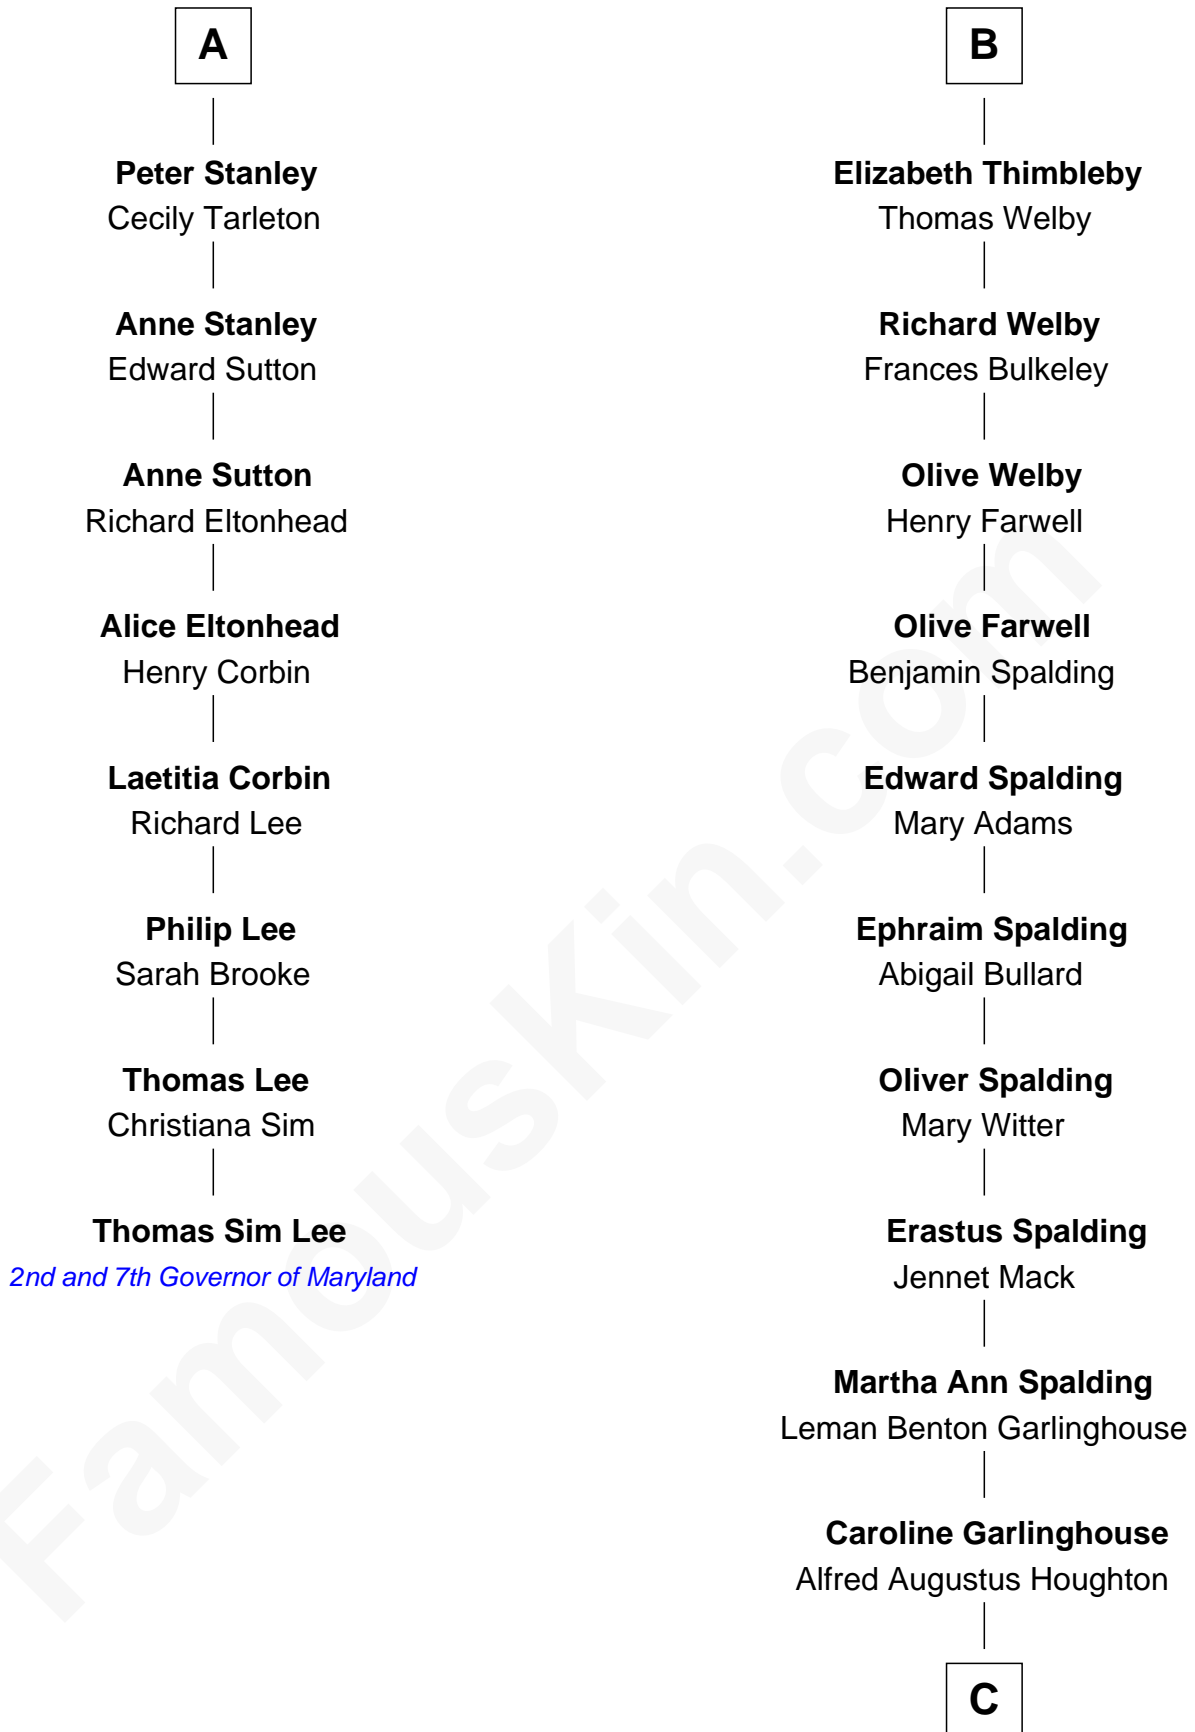 A
Peter Stanley
Cecily Tarleton
Anne Stanley
Edward Sutton
Anne Sutton
Richard Eltonhead
Alice Eltonhead
Henry Corbin
Laetitia Corbin
Richard Lee
Philip Lee
Sarah Brooke
Thomas Lee
Christiana Sim
Thomas Sim Lee
2nd and 7th Governor of Maryland
B
Elizabeth Thimbleby
Thomas Welby
Richard Welby
Frances Bulkeley
Olive Welby
Henry Farwell
Olive Farwell
Benjamin Spalding
Edward Spalding
Mary Adams
Ephraim Spalding
Abigail Bullard
Oliver Spalding
Mary Witter
Erastus Spalding
Jennet Mack
Martha Ann Spalding
Leman Benton Garlinghouse
Caroline Garlinghouse
Alfred Augustus Houghton
C
FamousKin.com